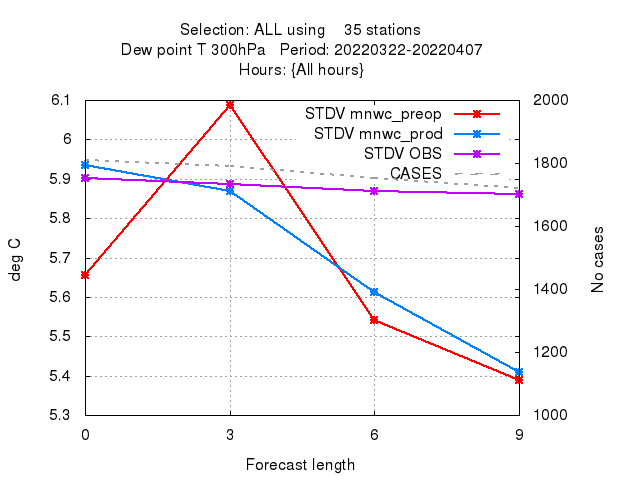 Selection: ALL using 35 stations
Dew point T 300hPa Period: 20220322-20220407
Hours: {All hours}
STDV mnwc_preop
STDV mnwc_prod
STDV OBS
CASES
6.1
6
5.9
5.8
5.7
5.6
5.5
5.4
5.3
2000
1800
1600
1400
1200
1000
deg C
No cases
0 3 6 9
Forecast length